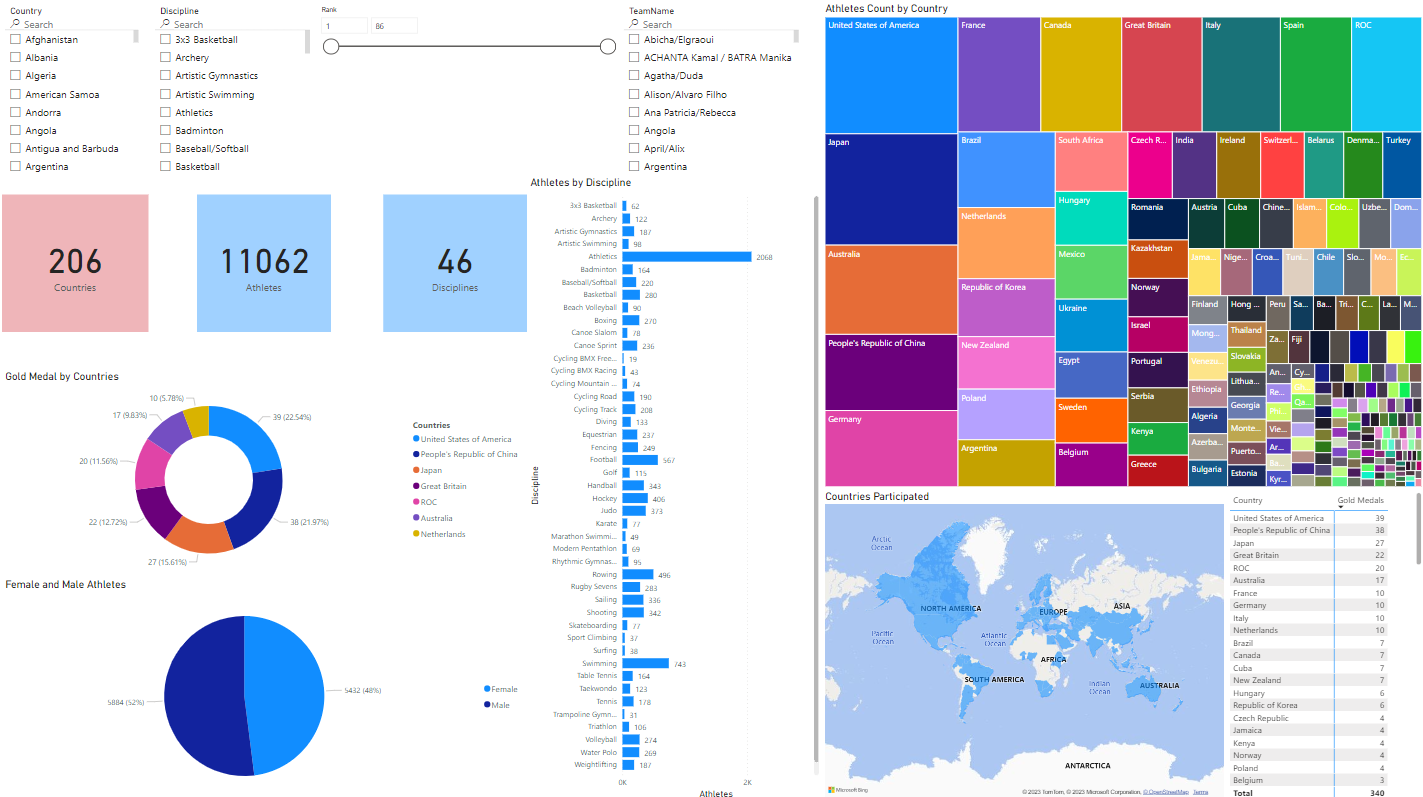 Country
Search
Afghanistan
Albania
Algeria
American Samoa
Andorra
Angola
Antigua and Barbuda
Argentina
Discipline
Search
3x3 Basketball
Archery
Artistic Gymnastics
Artistic Swimming
Athletics
Badminton
Baseball/Softball
Basketball
Rank
1 86
TeamName
Search
Abicha/Elgraoui
ACHANTA Kamal / BATRA Manika
Agatha/Duda
Alison/Alvaro Filho
Ana Patricia/Rebecca
Angola
April/Alix
Argentina
206
Countries
11062
Athletes
46
Disciplines
Gold Medal by Countries
39 (22.54%)
38 (21.97%)
27 (15.61%)
22 (12.72%)
20 (11.56%)
17 (9.83%)
10 (5.78%)
Countries
United States of America
People's Republic of China
Japan
Great Britain
ROC
Australia
Netherlands
Female and Male Athletes
5432 (48%)
5884 (52%)
Female
Male
Athletes by Discipline
Discipline
3x3 Basketball 62
Archery 122
Artistic Gymnastics 187
Artistic Swimming 98
Athletics 2068
Badminton 164
Baseball/Softball 220
Basketball 280
Beach Volleyball 90
Boxing 270
Canoe Slalom 78
Canoe Sprint 236
Cycling BMX Free... 19
Cycling BMX Racing 43
Cycling Mountain ... 74
Cycling Road 190
Cycling Track 208
Diving 133
Equestrian 237
Fencing 249
Football 567
Golf 115
Handball 343
Hockey 406
Judo 373
Karate 77
Marathon Swimmi... 49
Modern Pentathlon 69
Rhythmic Gymnas... 95
Rowing 496
Rugby Sevens 283
Sailing 336
Shooting 342
Skateboarding 77
Sport Climbing 37
Surfing 38
Swimming 743
Table Tennis 164
Taekwondo 123
Tennis 178
Trampoline Gymn... 31
Triathlon 106
Volleyball 274
Water Polo 269
Weightlifting 187
0K 2K
Athletes
Athletes Count by Country
United States of America
Japan
Australia
People's Republic of China
Germany
France
Canada
Great Britain
Italy
Spain
ROC
Brazil
Netherlands
Republic of Korea
New Zealand
Poland
Argentina
South Africa
Hungary
Mexico
Ukraine
Egypt
Sweden
Belgium
Czech R...
India
Ireland
Switzerl...
Belarus
Denma...
Turkey
Romania
Kazakhstan
Norway
Israel
Portugal
Serbia
Kenya
Greece
Austria
Cuba
Chine...
Islam...
Colo...
Uzbe...
Dom...
Jama...
Nige...
Croa...
Tuni...
Chile
Slo...
Mo...
Ec...
Finland
Mong...
Venezu...
Ethiopia
Algeria
Azerba...
Bulgaria
Hong ...
Thailand
Slovakia
Lithua...
Georgia
Monte...
Puerto...
Estonia
Peru
Sa...
Ba...
Tri...
C...
La...
M...
Za...
Fiji
An...
Cy...
Re...
Phi...
Qa...
Vie...
Ar...
Kyr...
Countries Participated
Arctic
Ocean
NORTH AMERICA
EUROPE
ASIA
Pacific
Ocean
Atlantic
Ocean
AFRICA
SOUTH AMERICA
Indian
Ocean
AUSTRALIA
ANTARCTICA
Microsoft Bing
© 2023 TomTom, © 2023 Microsoft Corporation, © OpenStreetMap Terms
Country Gold Medals
United States of America 39
People's Republic of China 38
Japan 27
Great Britain 22
ROC 20
Australia 17
France 10
Germany 10
Italy 10
Netherlands 10
Brazil 7
Canada 7
Cuba 7
New Zealand 7
Hungary 6
Republic of Korea 6
Czech Republic 4
Jamaica 4
Kenya 4
Norway 4
Poland 4
Belgium 3
Total 340